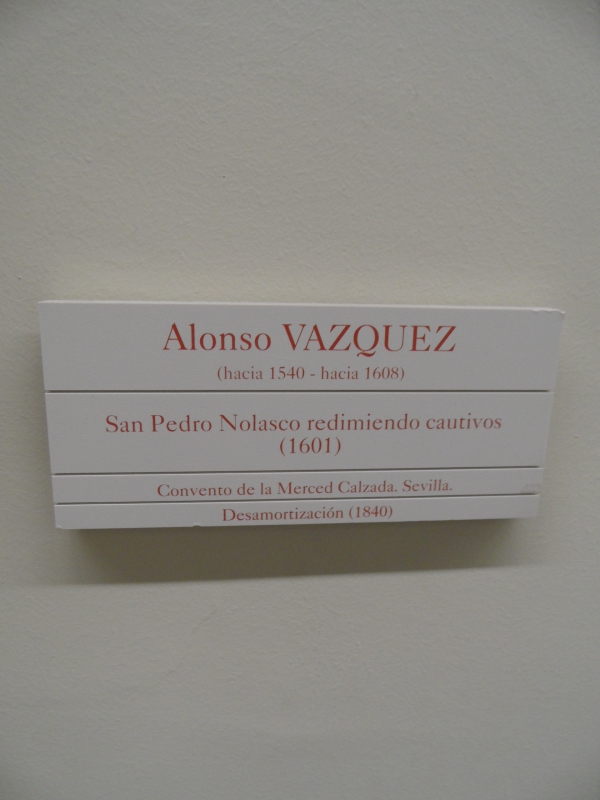 Alonso VAZQUEZ
(hacia 1540 - hacia 1608)
San Pedro Nolasco redimiendo cautivos
(1601)
Convento de la Merced Calzada. Sevilla.
Desamortización (1840)